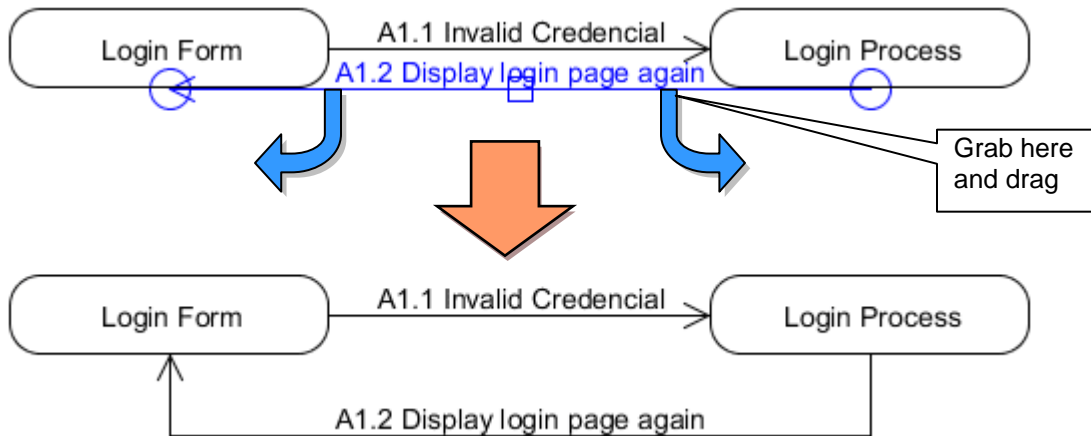 A1.1 Invalid Credencial
Login Form
Login Process
A1.2 Display login page again
Grab here
and drag
A1.1 Invalid Credencial
Login Form
Login Process
A1.2 Display login page again